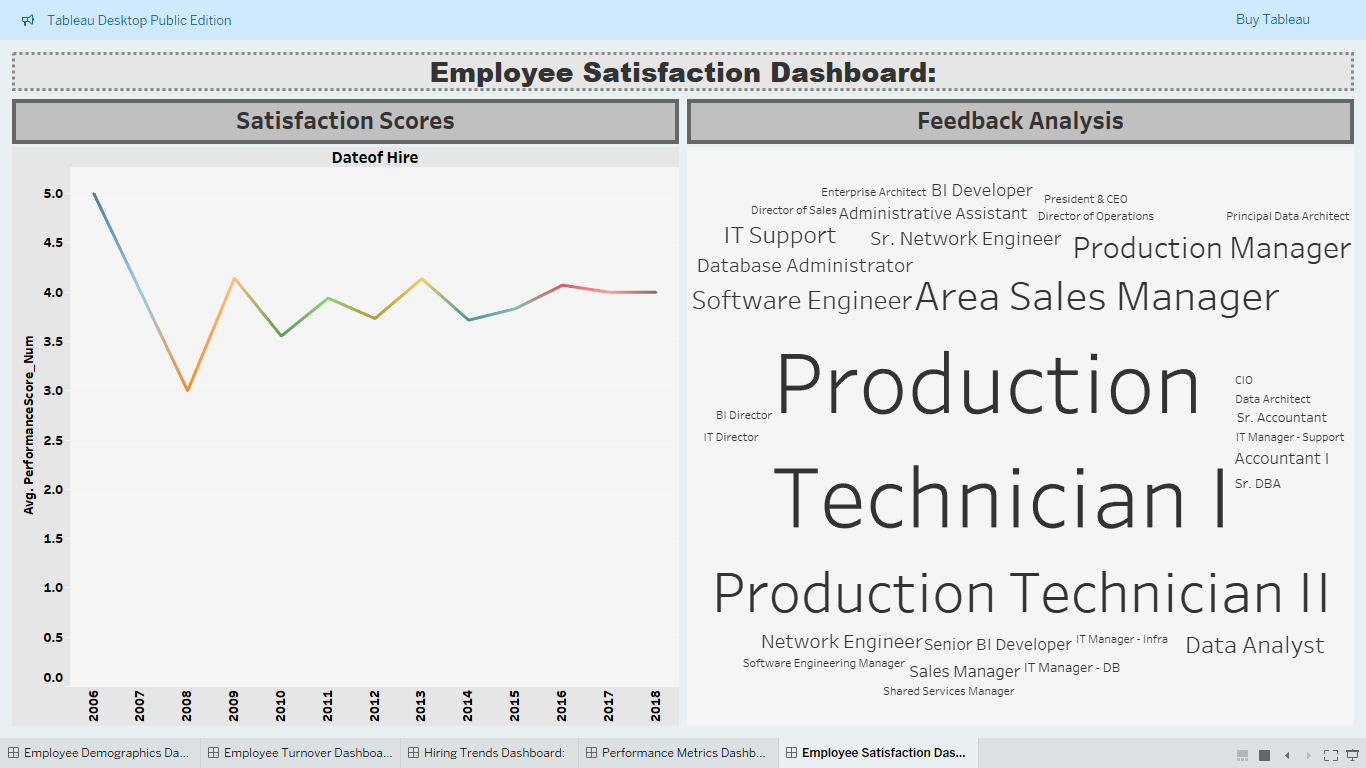 Tableau Desktop Public Edition
Buy Tableau
Employee Satisfaction Dashboard:
Satisfaction Scores
Dateof Hire
Avg. PerformanceScore_Num
5.0
4.5
4.0
3.5
3.0
2.5
2.0
1.5
1.0
0.5
0.0
2006 2007 2008 2009 2010 2011 2012 2013 2014 2015 2016 2017 2018
Feedback Analysis
Enterprise Architect BI Developer President & CEO
Director of Sales Administrative Assistant Director of Operations Principal Data Architect
IT Support Sr. Network Engineer Production Manager
Database Administrator
Software Engineer Area Sales Manager
Production
CIO
Data Architect
BI Director Sr. Accountant
IT Director IT Manager - Support
Accountant I
Technician I Sr. DBA
Production Technician II
Network Engineer Senior BI Developer IT Manager - Infra Data Analyst
Software Engineering Manager Sales Manager IT Manager - DB
Shared Services Manager
Employee Demographics Da... Employee Turnover Dashboa... Hiring Trends Dashboard: Performance Metrics Dashb... Employee Satisfaction Das...